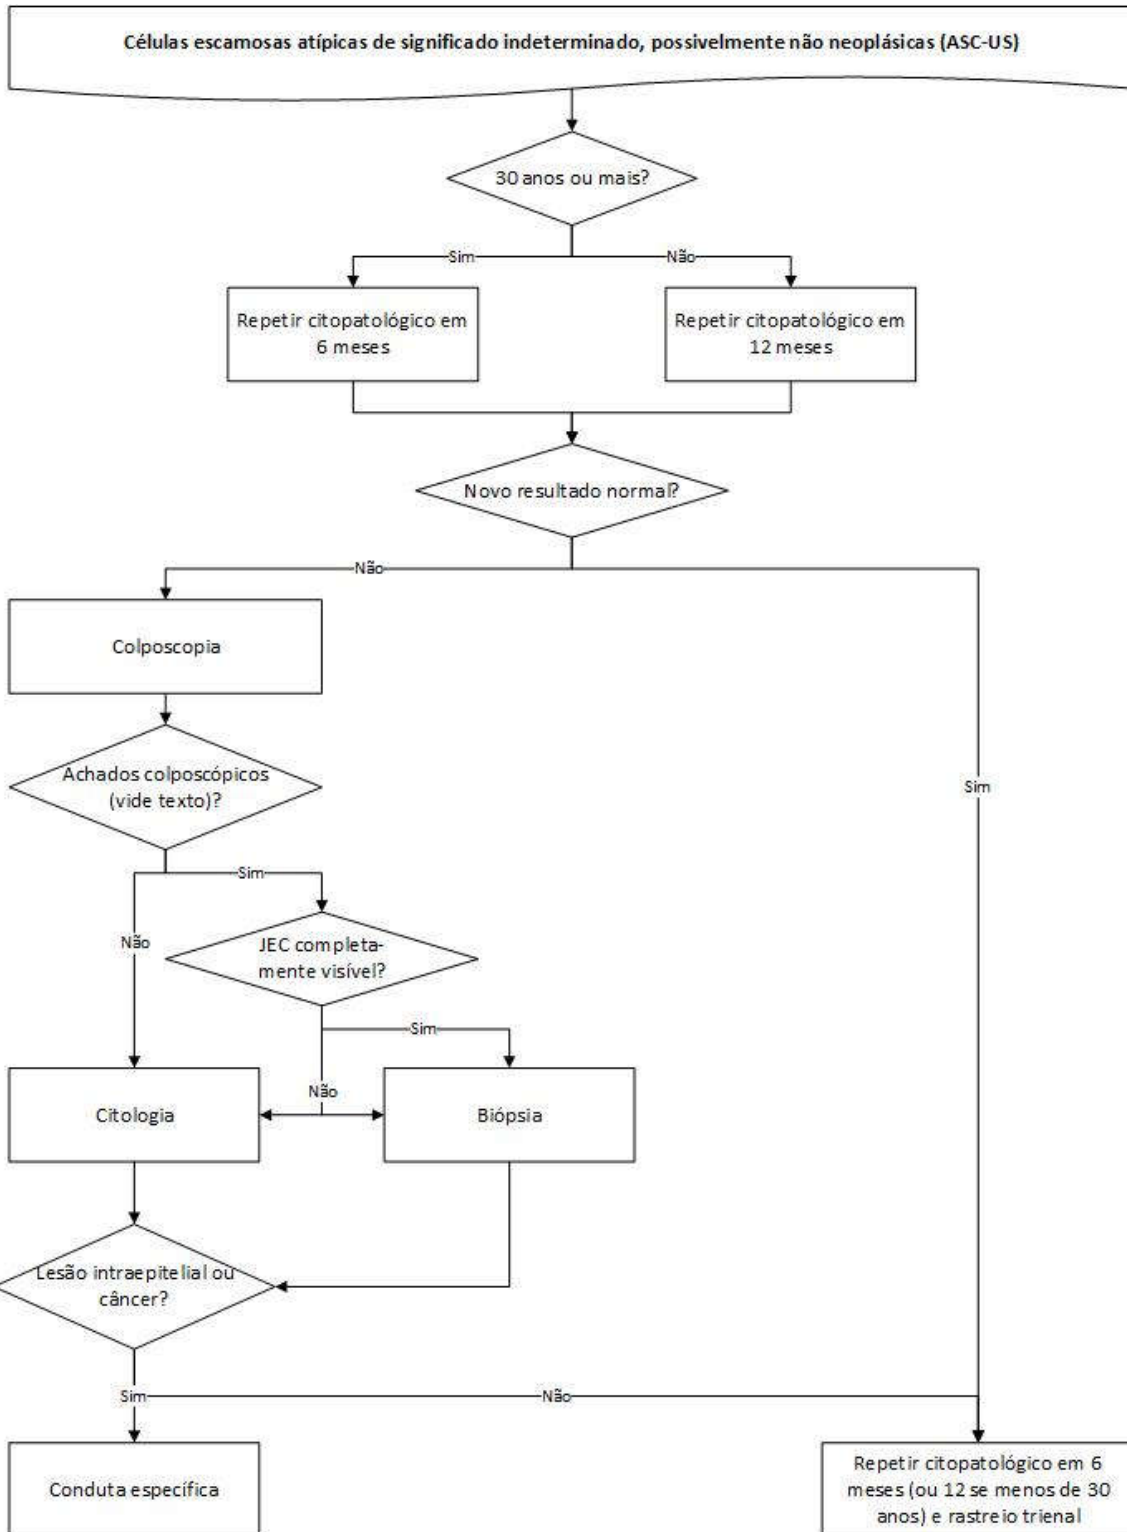 Células escamosas atípicas de significado indeterminado, possivelmente não neoplásicas (ASC-US)
30 anos ou mais?
Sim
Não
Repetir citopatológico em
6 meses
Repetir citopatológico em
12 meses
Novo resultado normal?
Não
Colposcopia
Achados colposcópicos
(vide texto)?
Sim
Sim
Não
JEC completa-
mente visível?
Sim
Não
Citologia
Biópsia
Lesão intraepitelial ou
câncer?
Sim
Não
Conduta específica
Repetir citopatológico em 6
meses (ou 12 se menos de 30
anos) e rastreio trienal